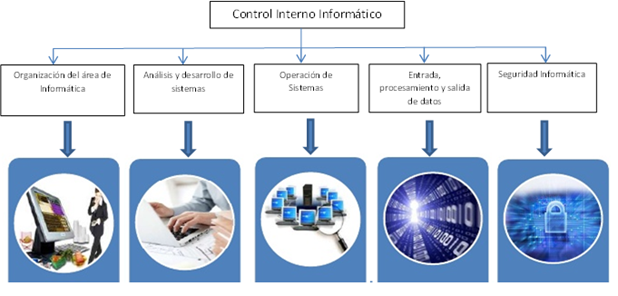 Control Interno Informático
Organización del área de
Informática
Análisis y desarrollo de
sistemas
Operación de
Sistemas
Entrada,
procesamiento y salida
de datos
Seguridad Informática